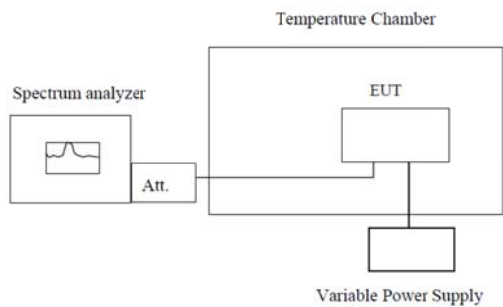 Temperature Chamber
Spectrum analyzer
EUT
Att.
Variable Power Supply